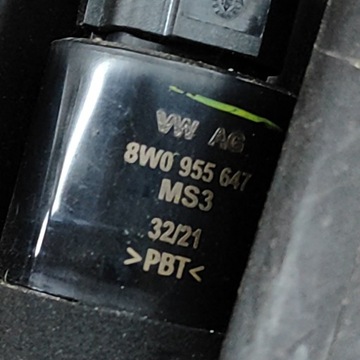 VW AG
8W0 955 647
MS3
32/21
>PBT<